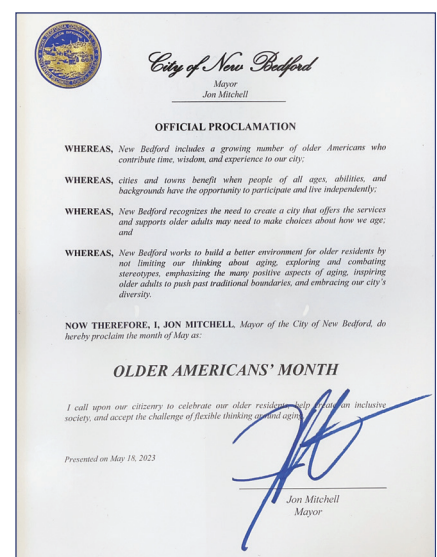 City of New Bedford
Mayor
Jon Mitchell
OFFICIAL PROCLAMATION
WHEREAS, New Bedford includes a growing number of older Americans who
contribute time, wisdom, and experience to our city;
WHEREAS, cities and towns benefit when people of all ages, abilities, and
backgrounds have the opportunity to participate and live independently;
WHEREAS, New Bedford recognizes the need to create a city that offers the services
and supports older adults may need to make choices about how we age;
and
WHEREAS, New Bedford works to build a better environment for older residents by
not limiting our thinking about aging, exploring and combating
stereotypes, emphasizing the many positive aspects of aging, inspiring
older adults to push past traditional boundaries, and embracing our city's
diversity.
NOW THEREFORE, I, JON MITCHELL, Mayor of the City of New Bedford, do
hereby proclaim the month of May as:
OLDER AMERICANS' MONTH
I call upon our citizenry to celebrate our older residents, help create an inclusive
society, and accept the challenge of flexible thinking around aging.
Presented on May 18, 2023
Jon Mitchell
Mayor